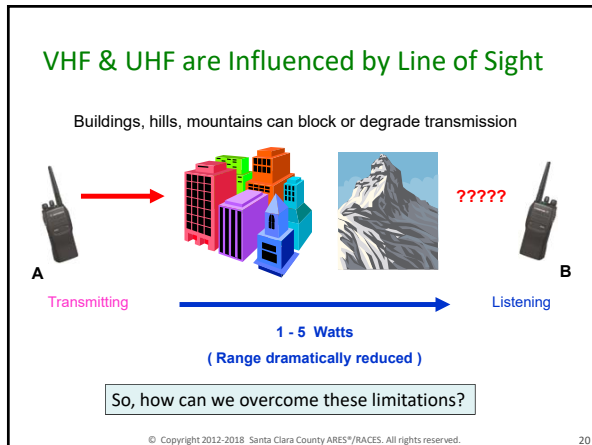 VHF & UHF are Influenced by Line of Sight
Buildings, hills, mountains can block or degrade transmission
?????
A
B
Transmitting
Listening
1 - 5 Watts
( Range dramatically reduced )
So, how can we overcome these limitations?
© Copyright 2012-2018 Santa Clara County ARES®/RACES. All rights reserved.
20